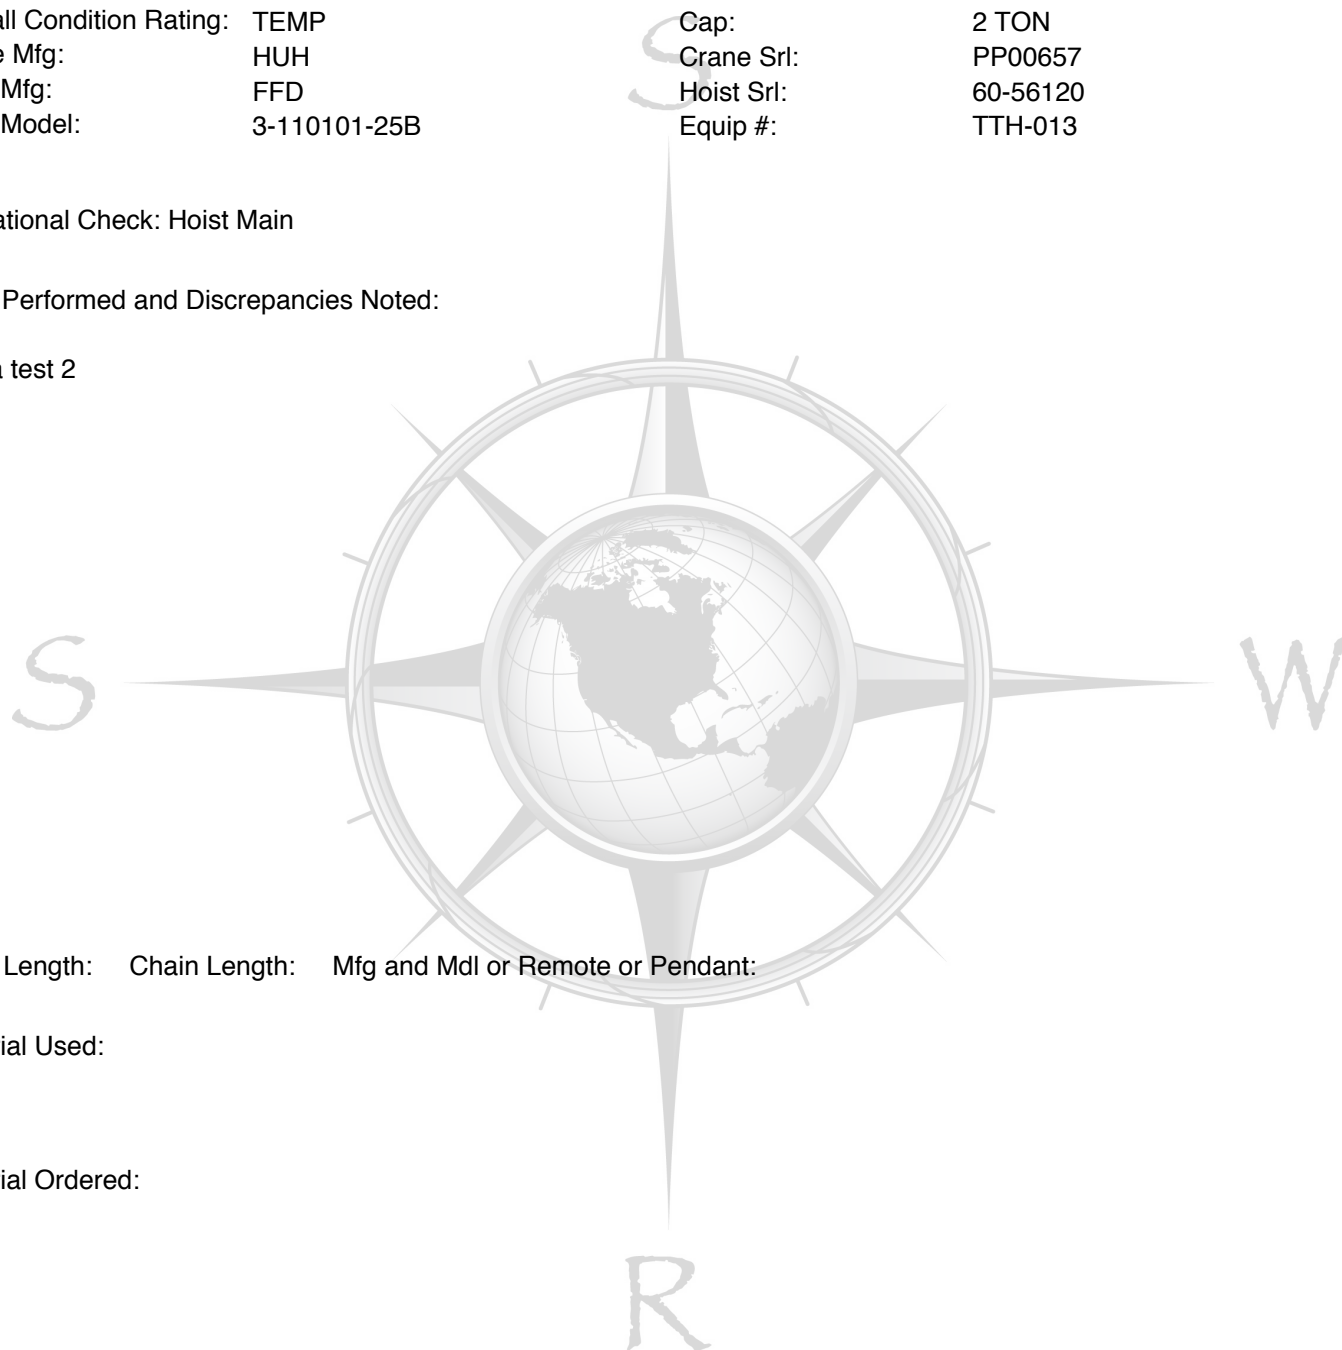 all Condition Rating: TEMP Cap: 2 TON
e Mfg: HUH Crane Srl: PP00657
Mfg: FFD Hoist Srl: 60-56120
Model: 3-110101-25B Equip #: TTH-013
ational Check: Hoist Main
Performed and Discrepancies Noted:
test 2
Length: Chain Length: Mfg and Mdl or Remote or Pendant:
rial Used:
rial Ordered:
S
S
W
R